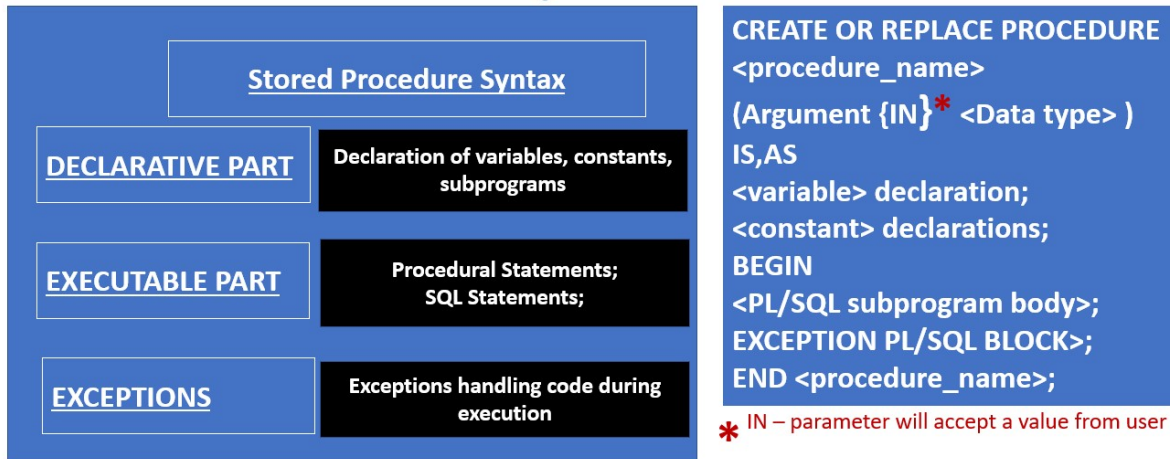 Stored Procedure Syntax
DECLARATIVE PART
Declaration of variables, constants,
subprograms
EXECUTABLE PART
Procedural Statements;
SQL Statements;
EXCEPTIONS
Exceptions handling code during
execution
CREATE OR REPLACE PROCEDURE
<procedure_name>
(Argument {IN}* <Data type> )
IS,AS
<variable> declaration;
<constant> declarations;
BEGIN
<PL/SQL subprogram body>;
EXCEPTION PL/SQL BLOCK>;
END <procedure_name>;
* IN – parameter will accept a value from user